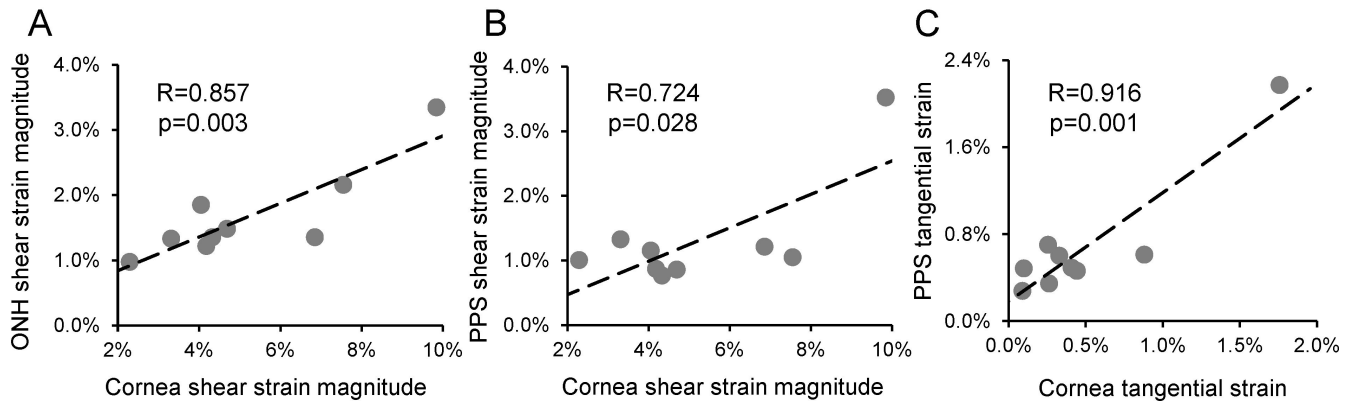 A
ONH shear strain magnitude
4.0%
3.0%
2.0%
1.0%
0.0%
R=0.857
p=0.003
2%
4%
6%
8%
10%
Cornea shear strain magnitude
B
PPS shear strain magnitude
4.0%
3.0%
2.0%
1.0%
0.0%
R=0.724
p=0.028
2%
4%
6%
8%
10%
Cornea shear strain magnitude
C
PPS tangential strain
2.4%
1.6%
0.8%
0.0%
R=0.916
p=0.001
0.0%
0.5%
1.0%
1.5%
2.0%
Cornea tangential strain